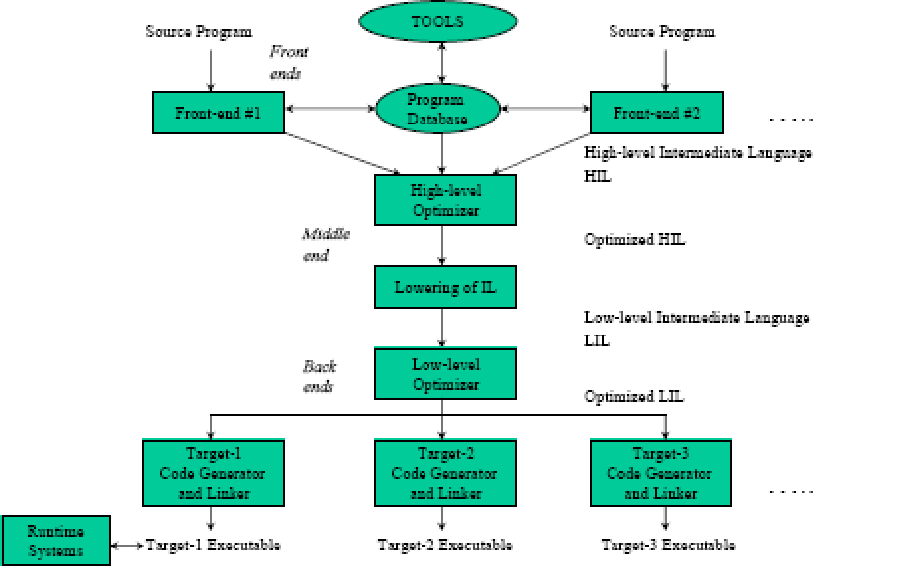 TOOLS
Source Program
Source Program
Front
ends
Program
Database
Front-end #1
Front-end #2
. . . . .
High-level Intermediate Language
HIL
High-level
Optimizer
Middle
end
Optimized HIL
Lowering of IL
Low-level Intermediate Language
LIL
Low-level
Optimizer
Back
ends
Optimized LIL
Target-1
Code Generator
and Linker
Target-2
Code Generator
and Linker
Target-3
Code Generator
and Linker
. . . . .
Runtime
Systems
Target-1 Executable
Target-2 Executable
Target-3 Executable